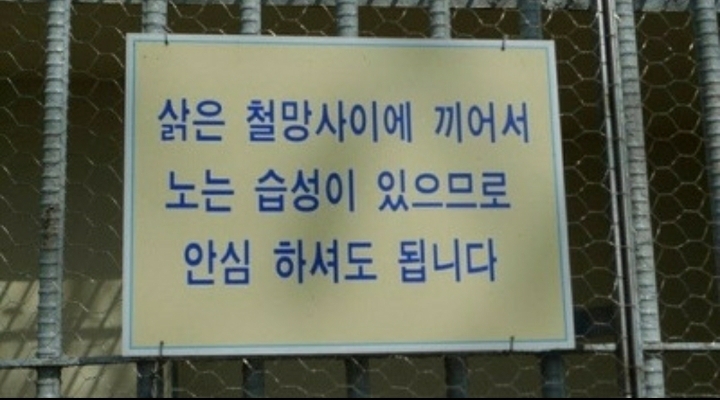 삵은 철망사이에 끼어서
노는 습성이 있으므로
안심 하셔도 됩니다